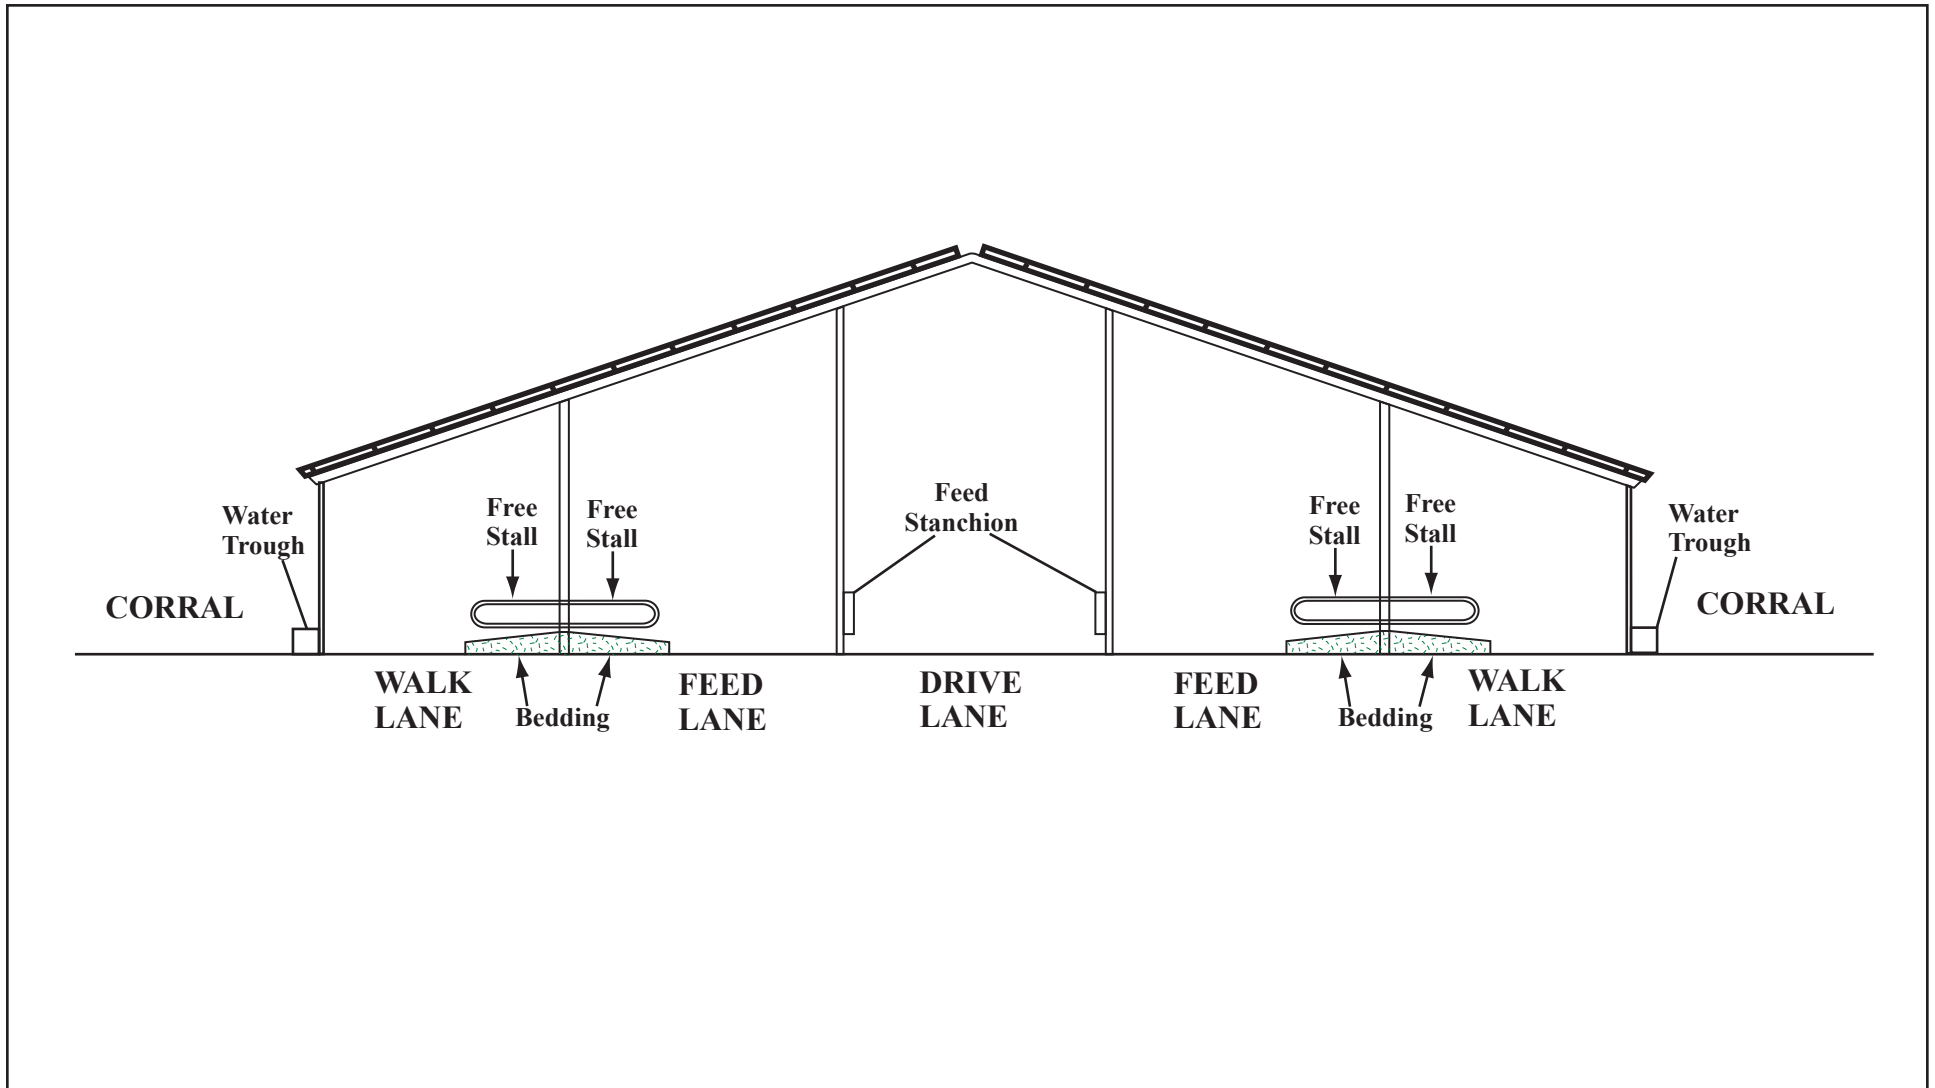 Feed
Stanchion
Free
Stall
Free
Stall
Free
Stall
Free
Stall
Water
Trough
Water
Trough
CORRAL
CORRAL
WALK
LANE
Bedding
FEED
LANE
DRIVE
LANE
FEED
LANE
Bedding
WALK
LANE